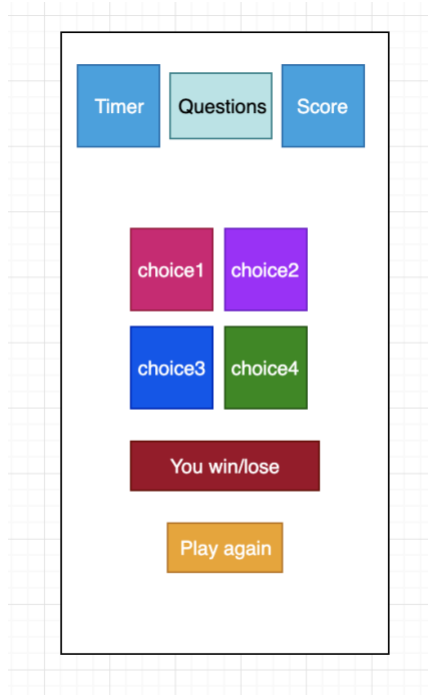 Timer
Questions
Score
choice1
choice2
choice3
choice4
You win/lose
Play again